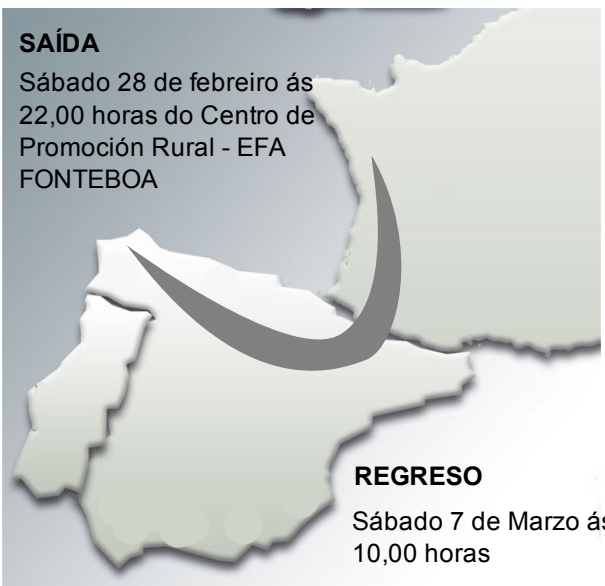 SAÍDA
Sábado 28 de febreiro ás
22,00 horas do Centro de
Promoción Rural - EFA
FONTEBOA
REGRESO
Sábado 7 de Marzo ás
10,00 horas